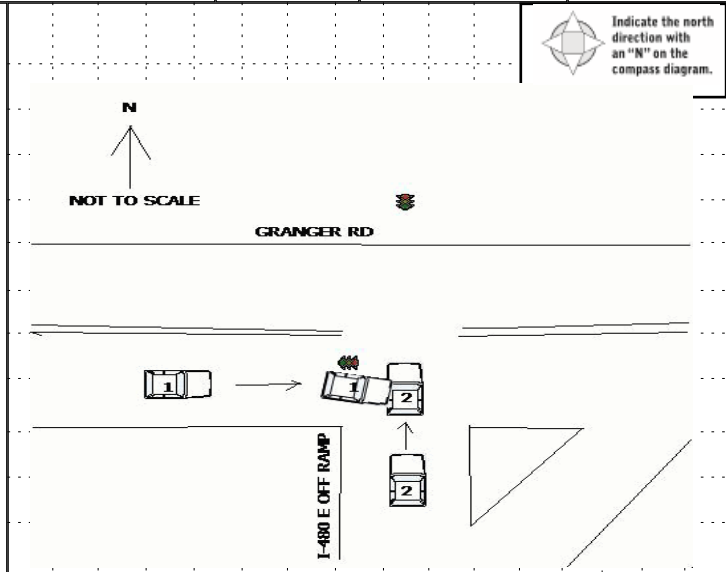 Indicate the north
direction with
an "N" on the
compass diagram.
N
NOT TO SCALE
GRANGER RD
1
1
2
2
I-480 E OFF RAMP